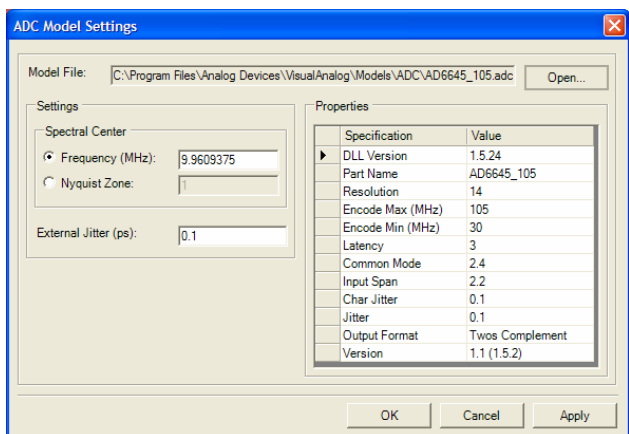 ADC Model Settings
Model File: C:\Program Files\Analog Devices\VisualAnalog\Models\ADC\AD6645_105.adc Open...
Settings
Spectral Center
Frequency (MHz): 9.9609375
Nyquist Zone: 1
External Jitter (ps): 0.1
Properties
Specification Value
DLL Version 1.5.24
Part Name AD6645_105
Resolution 14
Encode Max (MHz) 105
Encode Min (MHz) 30
Latency 3
Common Mode 2.4
Input Span 2.2
Char Jitter 0.1
Jitter 0.1
Output Format Twos Complement
Version 1.1 (1.5.2)
OK Cancel Apply